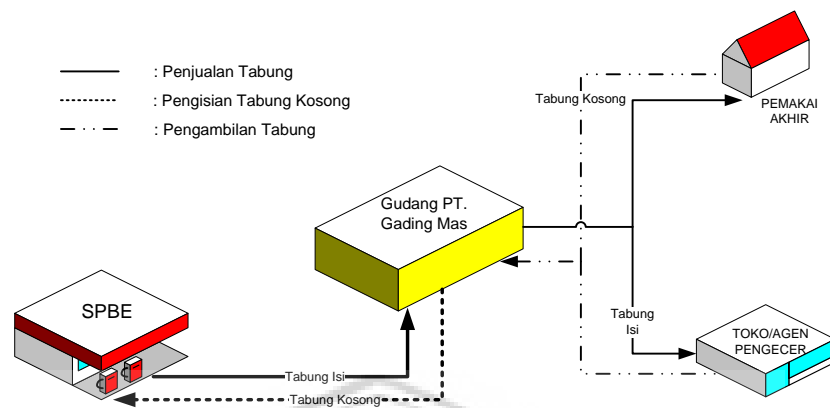 : Penjualan Tabung
: Pengisian Tabung Kosong
: Pengambilan Tabung
Tabung Kosong
PEMAKAI
AKHIR
Gudang PT.
Gading Mas
SPBE
Tabung
Isi
TOKO/AGEN
PENGECER
Tabung Isi
Tabung Kosong